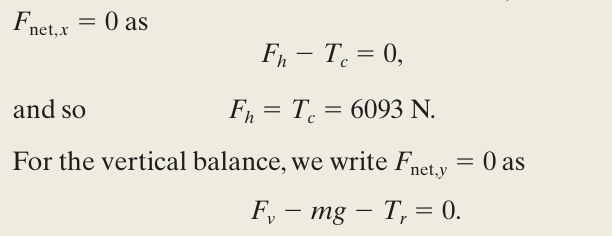 F_net,x = 0 as
F_h − T_c = 0,
and so F_h = T_c = 6093 N.
For the vertical balance, we write F_net,y = 0 as
F_v − mg − T_r = 0.